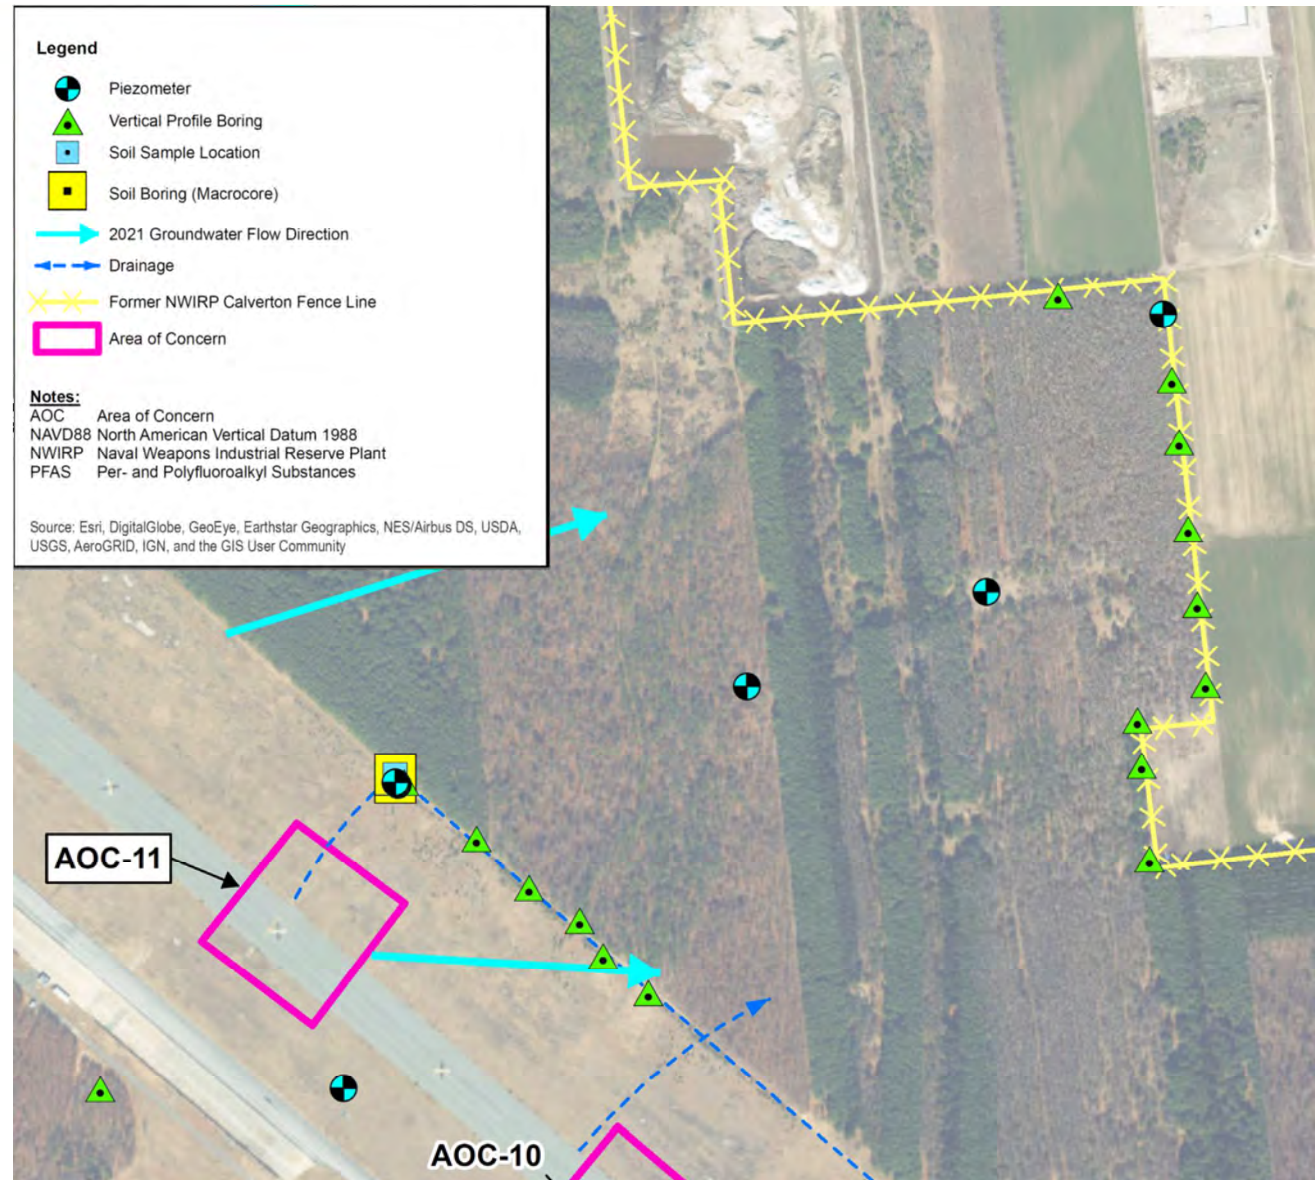 Legend
Piezometer
Vertical Profile Boring
Soil Sample Location
Soil Boring (Macrocore)
2021 Groundwater Flow Direction
Drainage
Former NWIRP Calverton Fence Line
Area of Concern
Notes:
AOC Area of Concern
NAVD88 North American Vertical Datum 1988
NWIRP Naval Weapons Industrial Reserve Plant
PFAS Per- and Polyfluoroalkyl Substances
Source: Esri, DigitalGlobe, GeoEye, Earthstar Geographics, NES/Airbus DS, USDA,
USGS, AeroGRID, IGN, and the GIS User Community
AOC-11
AOC-10